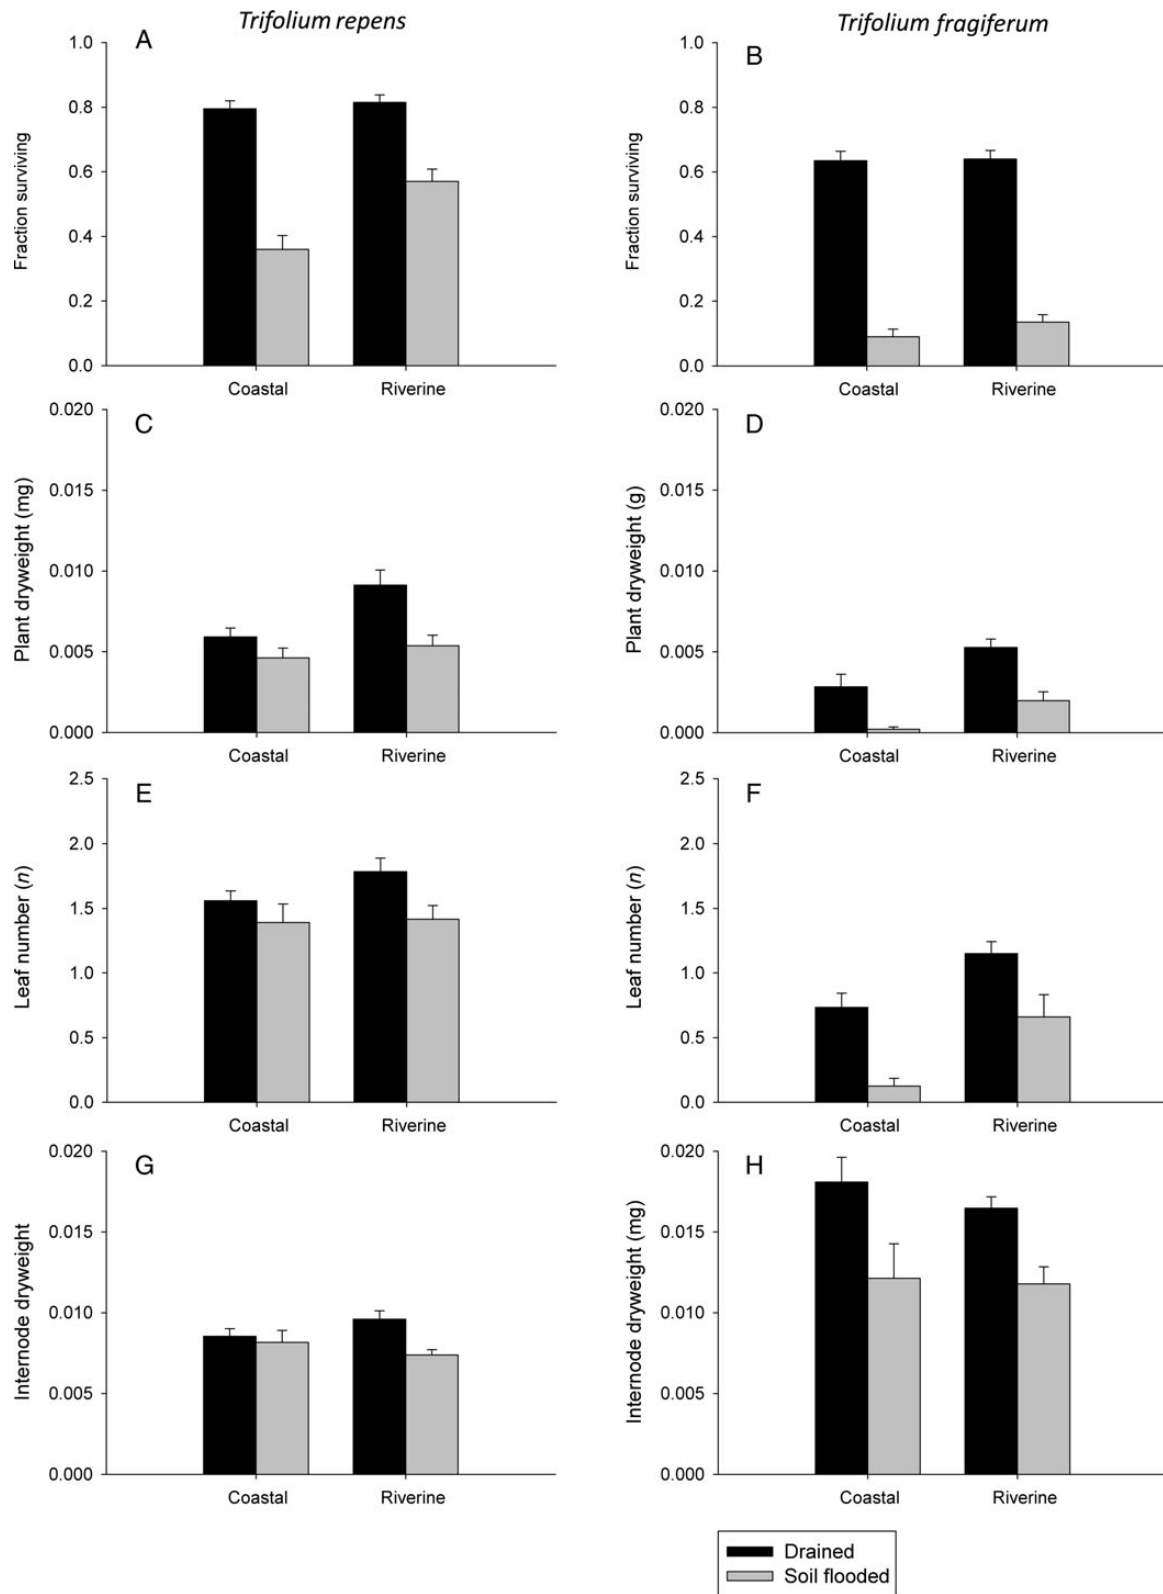 Trifolium repens
Trifolium fragiferum
A
1.0
0.8
0.6
0.4
0.2
0.0
Fraction surviving
Coastal
Riverine
B
1.0
0.8
0.6
0.4
0.2
0.0
Fraction surviving
Coastal
Riverine
C
0.020
0.015
0.010
0.005
0.000
Plant dryweight (mg)
Coastal
Riverine
D
0.020
0.015
0.010
0.005
0.000
Plant dryweight (g)
Coastal
Riverine
E
2.5
2.0
1.5
1.0
0.5
0.0
Leaf number (n)
Coastal
Riverine
F
2.5
2.0
1.5
1.0
0.5
0.0
Leaf number (n)
Coastal
Riverine
G
0.020
0.015
0.010
0.005
0.000
Internode dryweight
Coastal
Riverine
H
0.020
0.015
0.010
0.005
0.000
Internode dryweight (mg)
Coastal
Riverine
Drained
Soil flooded